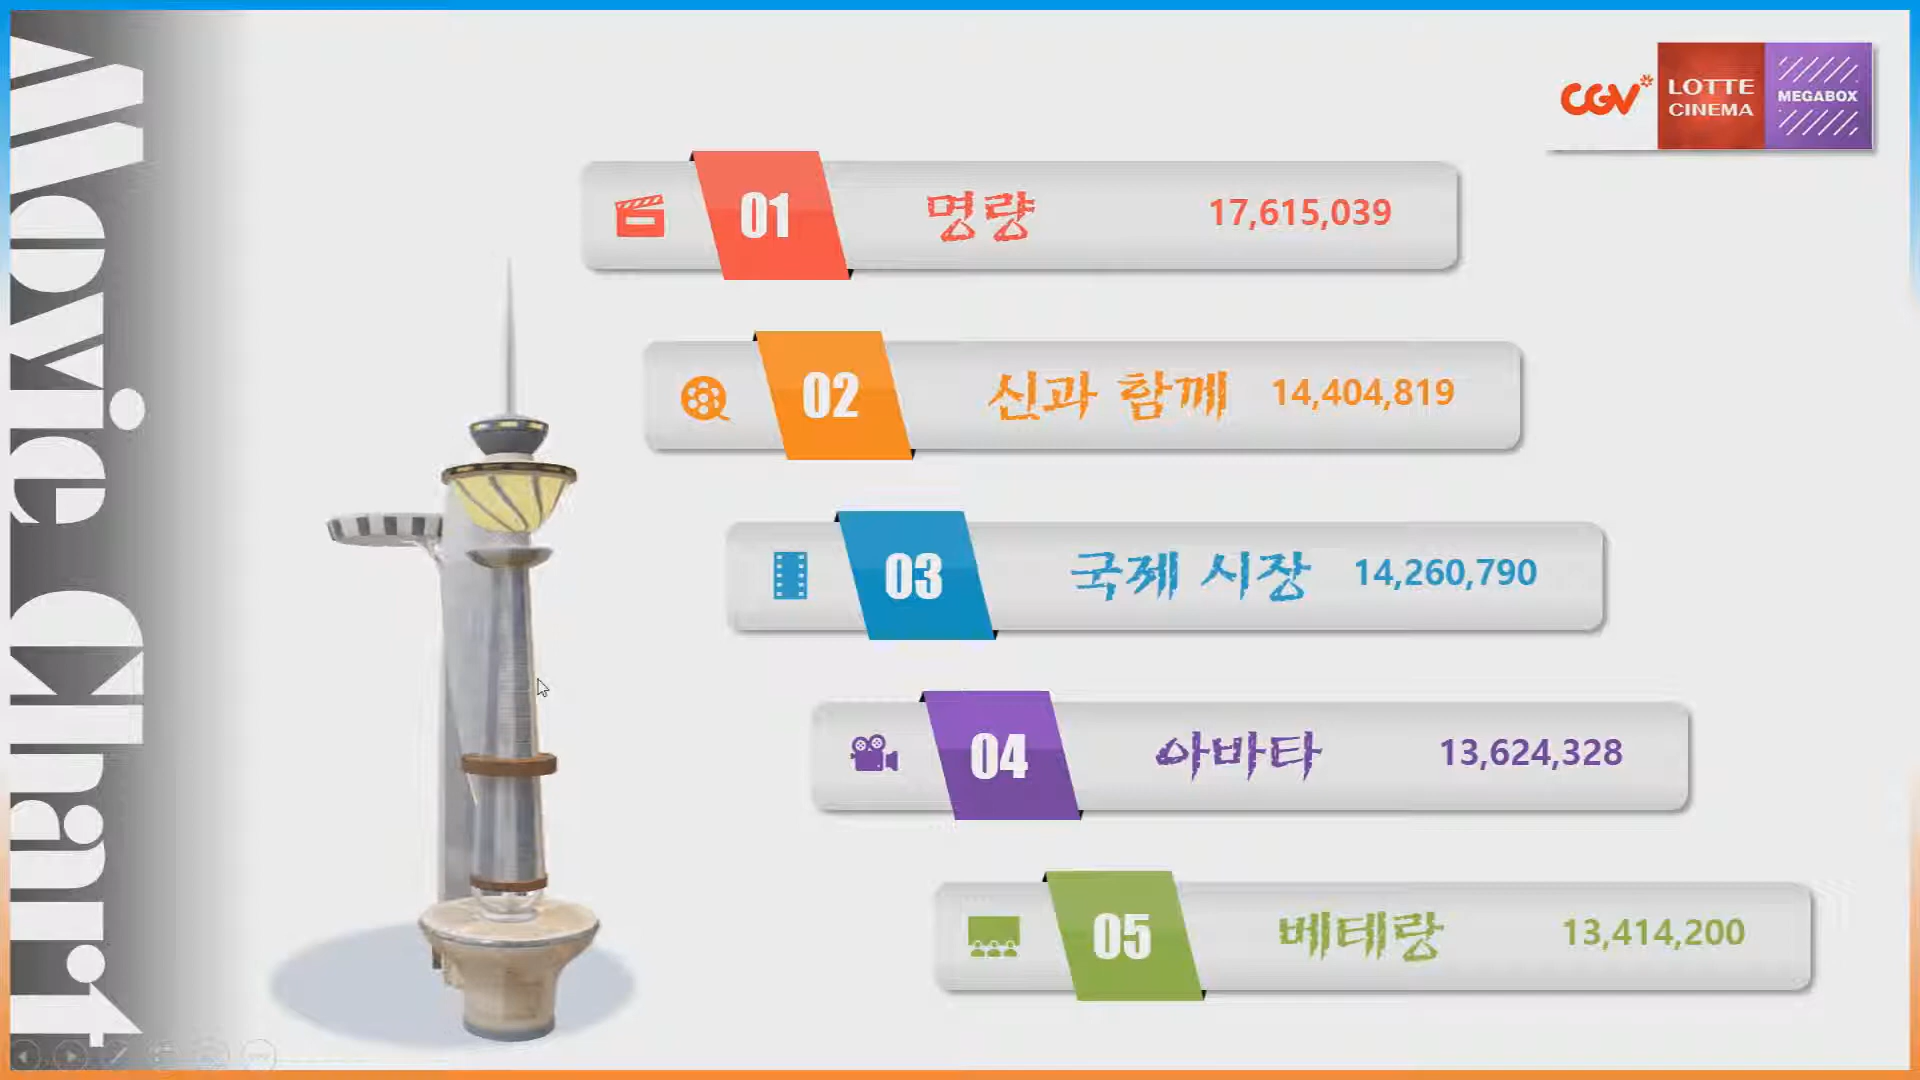 Movie Chart
CGV
LOTTE
CINEMA
MEGABOX
01 명량 17,615,039
02 신과 함께 14,404,819
03 국제 시장 14,260,790
04 아바타 13,624,328
05 베테랑 13,414,200